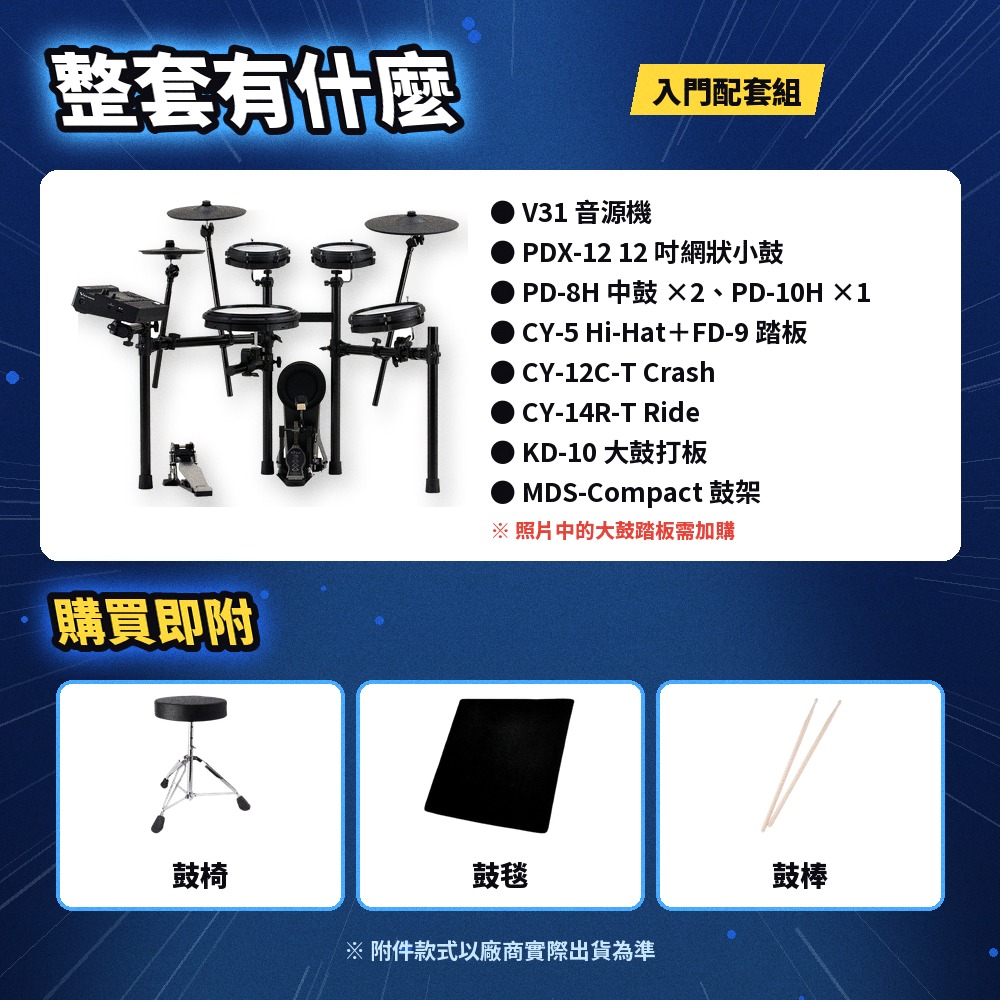 整套有什麼
入門配套組
● V31 音源機
● PDX-12 12 吋網狀小鼓
● PD-8H 中鼓 ×2、PD-10H ×1
● CY-5 Hi-Hat＋FD-9 踏板
● CY-12C-T Crash
● CY-14R-T Ride
● KD-10 大鼓打板
● MDS-Compact 鼓架
※ 照片中的大鼓踏板需加購
購買即附
鼓椅
鼓毯
鼓棒
※ 附件款式以廠商實際出貨為準